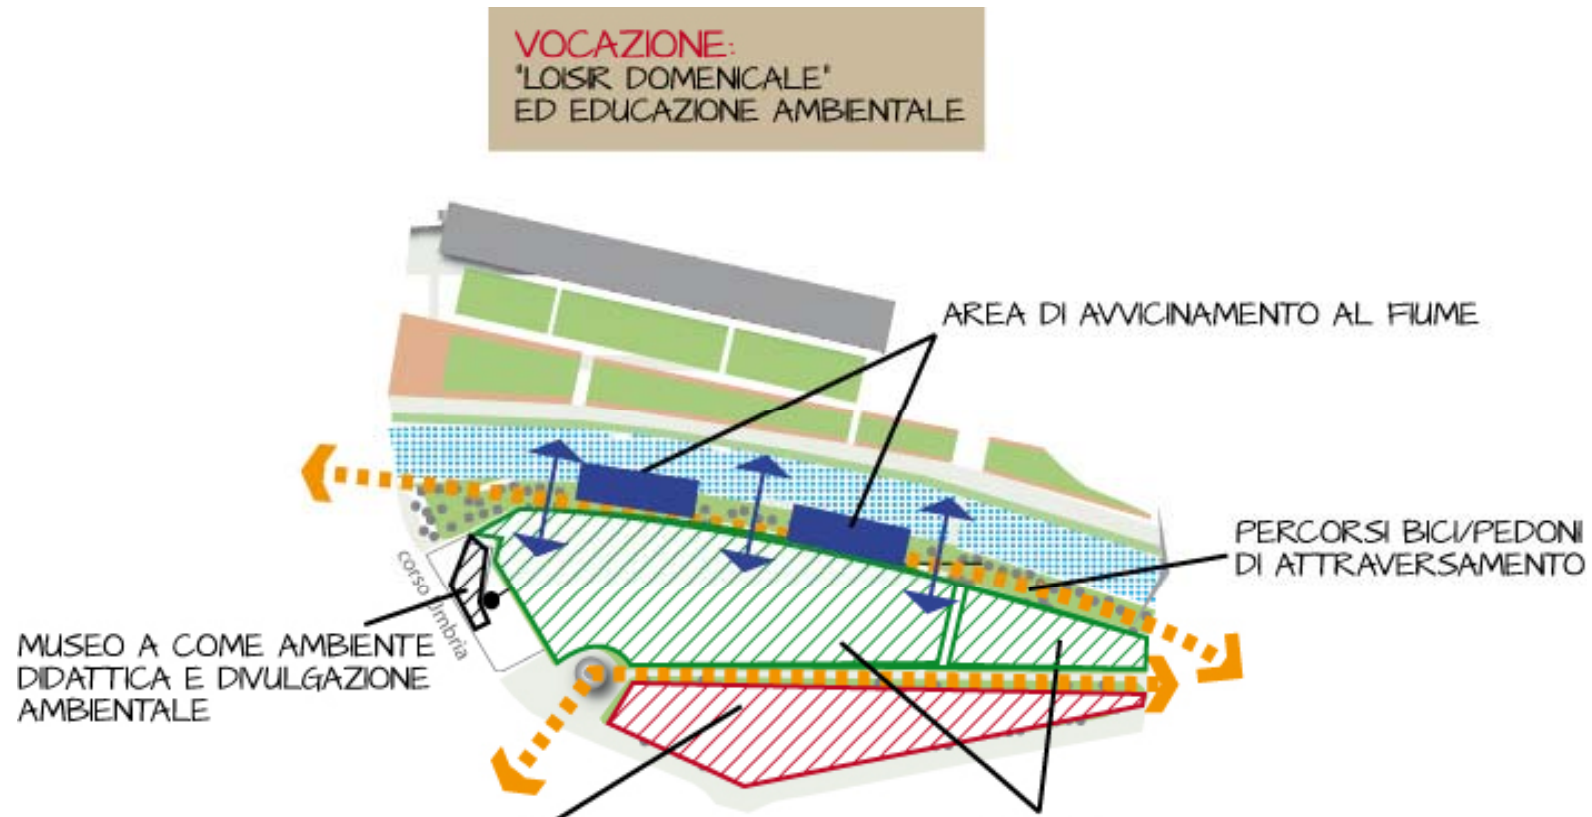 VOCAZIONE:
"LOISIR DOMENICALE"
ED EDUCAZIONE AMBIENTALE
AREA DI AVVICINAMENTO AL FIUME
PERCORSI BICI/PEDONI
DI ATTRAVERSAMENTO
corso Umbria
MUSEO A COME AMBIENTE
DIDATTICA E DIVULGAZIONE
AMBIENTALE